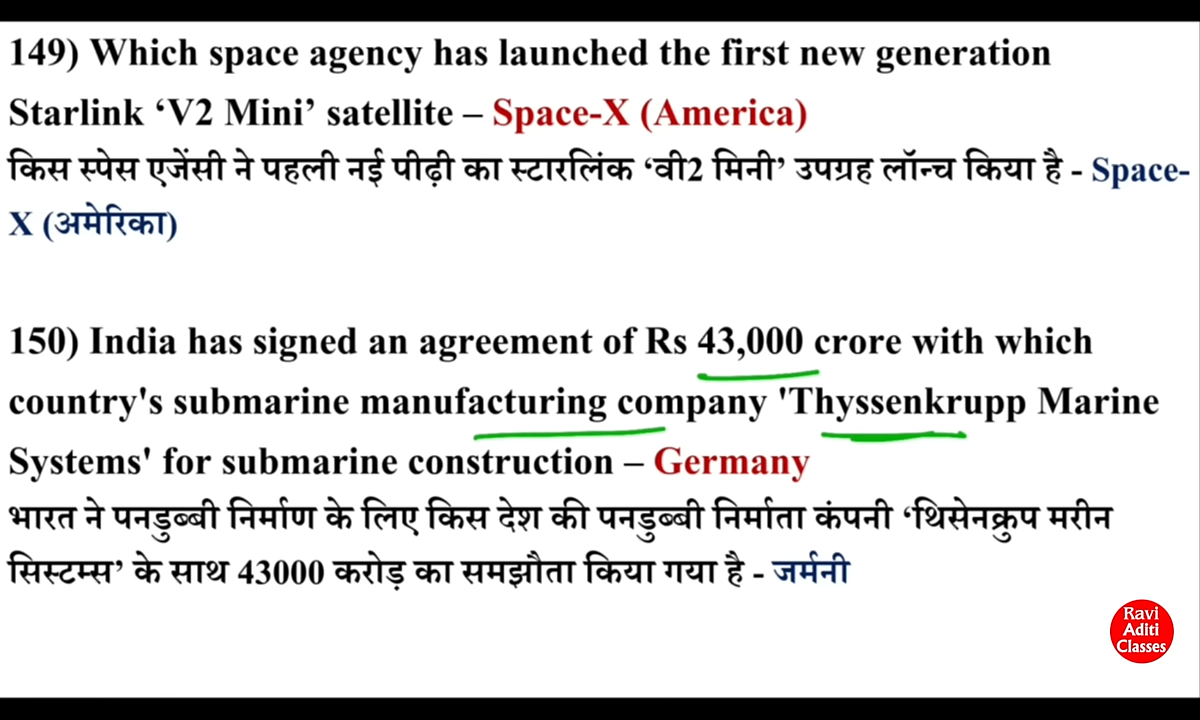 149) Which space agency has launched the first new generation
Starlink ‘V2 Mini’ satellite – Space-X (America)
किस स्पेस एजेंसी ने पहली नई पीढ़ी का स्टारलिंक ‘वी2 मिनी’ उपग्रह लॉन्च किया है - Space-
X (अमेरिका)
150) India has signed an agreement of Rs 43,000 crore with which
country's submarine manufacturing company 'Thyssenkrupp Marine
Systems' for submarine construction – Germany
भारत ने पनडुब्बी निर्माण के लिए किस देश की पनडुब्बी निर्माता कंपनी ‘थिसेनक्रुप मरीन
सिस्टम्स’ के साथ 43000 करोड़ का समझौता किया गया है - जर्मनी
Ravi
Aditi
Classes